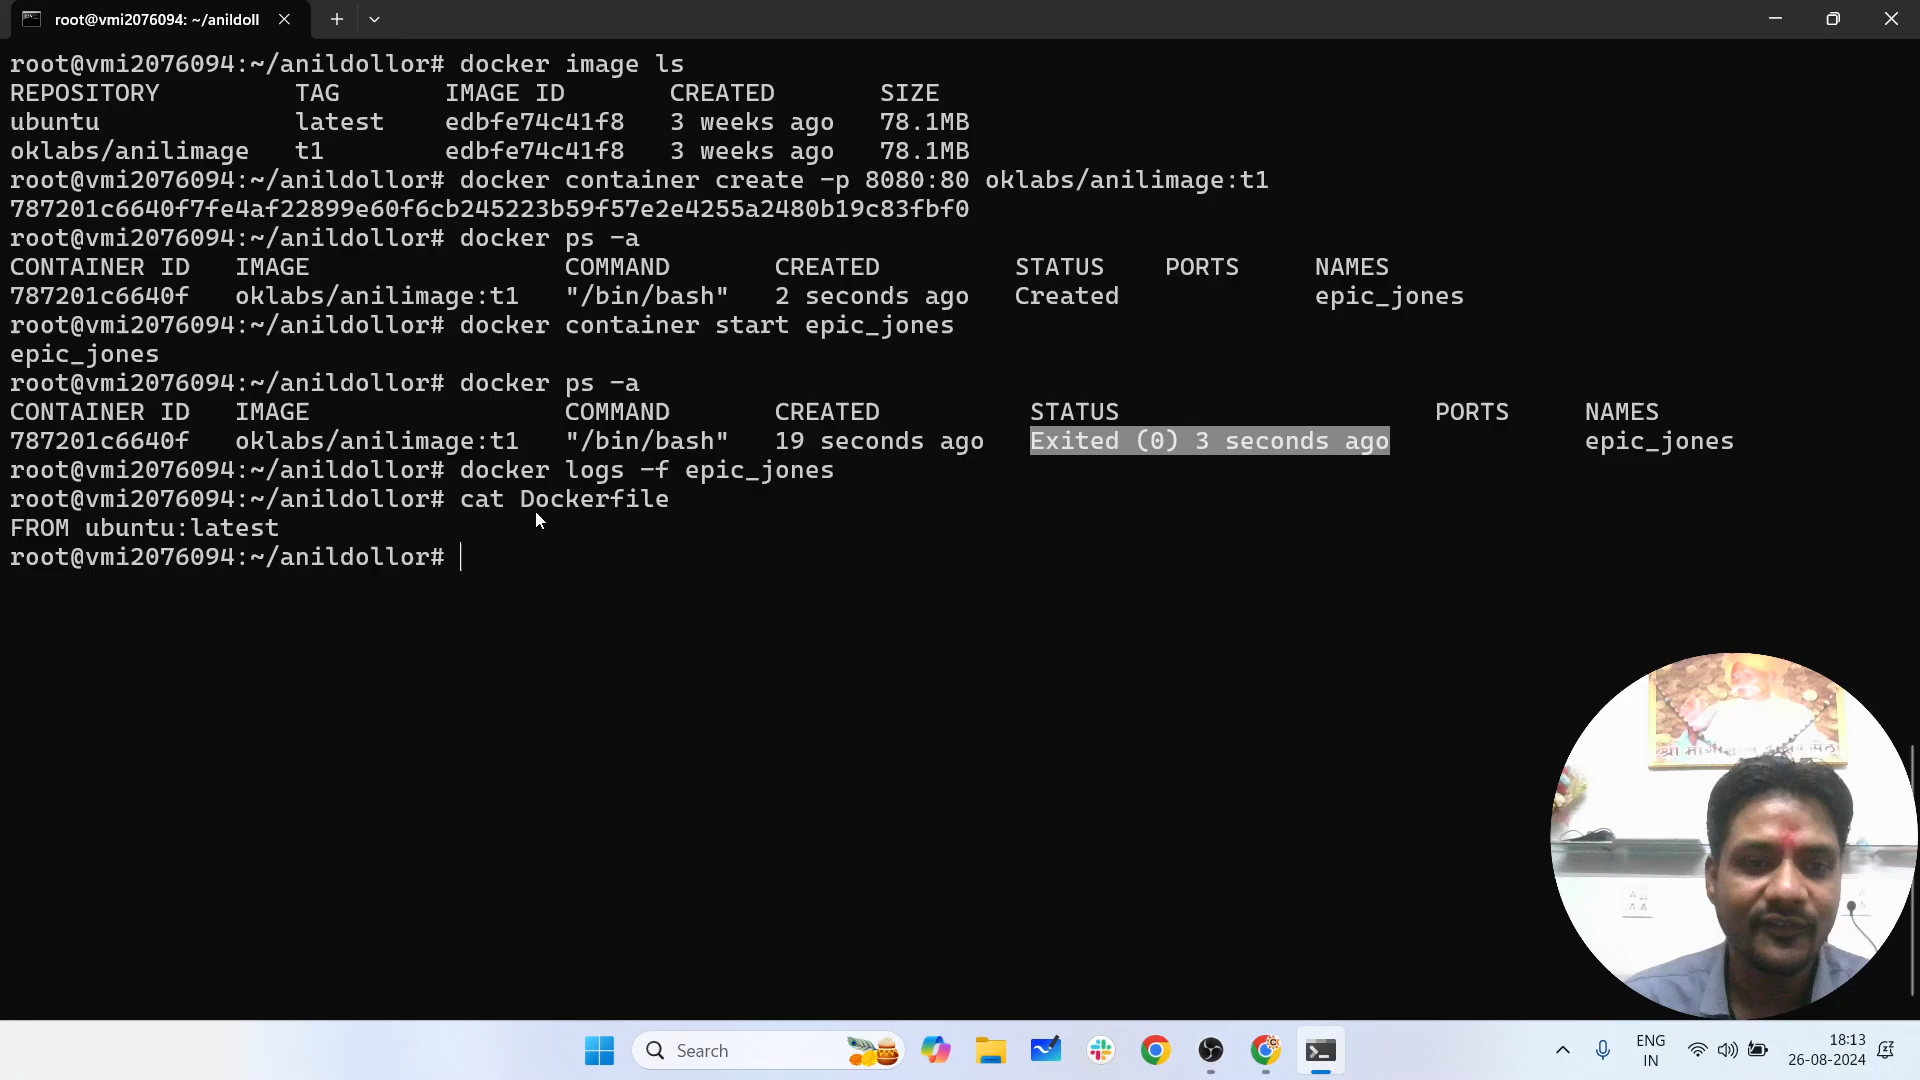 root@vmi2076094: ~/anildoll
root@vmi2076094:~/anildollor# docker image ls
REPOSITORY TAG IMAGE ID CREATED SIZE
ubuntu latest edbfe74c41f8 3 weeks ago 78.1MB
oklabs/anilimage t1 edbfe74c41f8 3 weeks ago 78.1MB
root@vmi2076094:~/anildollor# docker container create -p 8080:80 oklabs/anilimage:t1
787201c6640f7fe4af22899e60f6cb245223b59f57e2e4255a2480b19c83fbf0
root@vmi2076094:~/anildollor# docker ps -a
CONTAINER ID IMAGE COMMAND CREATED STATUS PORTS NAMES
787201c6640f oklabs/anilimage:t1 "/bin/bash" 2 seconds ago Created epic_jones
root@vmi2076094:~/anildollor# docker container start epic_jones
epic_jones
root@vmi2076094:~/anildollor# docker ps -a
CONTAINER ID IMAGE COMMAND CREATED STATUS PORTS NAMES
787201c6640f oklabs/anilimage:t1 "/bin/bash" 19 seconds ago Exited (0) 3 seconds ago epic_jones
root@vmi2076094:~/anildollor# docker logs -f epic_jones
root@vmi2076094:~/anildollor# cat Dockerfile
FROM ubuntu:latest
root@vmi2076094:~/anildollor#
श्री
Search
ENG
IN
18:13
26-08-2024